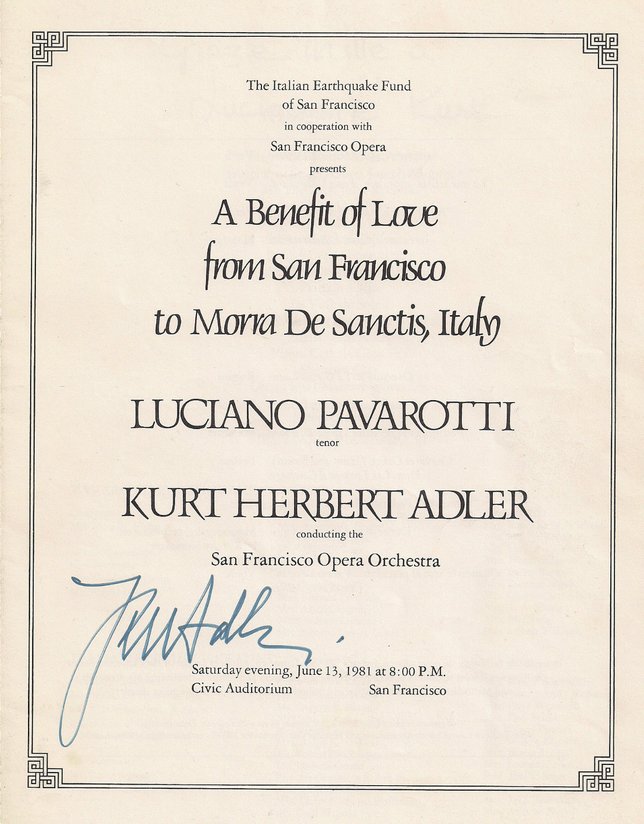 The Italian Earthquake Fund
of San Francisco
in cooperation with
San Francisco Opera
presents
A Benefit of Love
from San Francisco
to Morra De Sanctis, Italy
LUCIANO PAVAROTTI
tenor
KURT HERBERT ADLER
conducting the
San Francisco Opera Orchestra
Adler
Saturday evening, June 13, 1981 at 8:00 P.M.
Civic Auditorium San Francisco